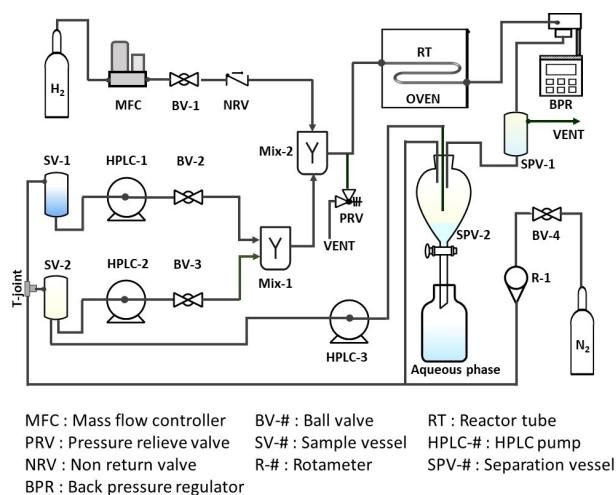 H2
MFC
BV-1
NRV
RT
OVEN
BPR
VENT
SPV-1
Mix-2
Y
PRV
VENT
SV-1
HPLC-1
BV-2
SV-2
HPLC-2
BV-3
T-joint
Y
Mix-1
HPLC-3
SPV-2
Aqueous phase
BV-4
R-1
N2
MFC : Mass flow controller
PRV : Pressure relieve valve
NRV : Non return valve
BPR : Back pressure regulator
BV-# : Ball valve
SV-# : Sample vessel
R-# : Rotameter
RT : Reactor tube
HPLC-# : HPLC pump
SPV-# : Separation vessel